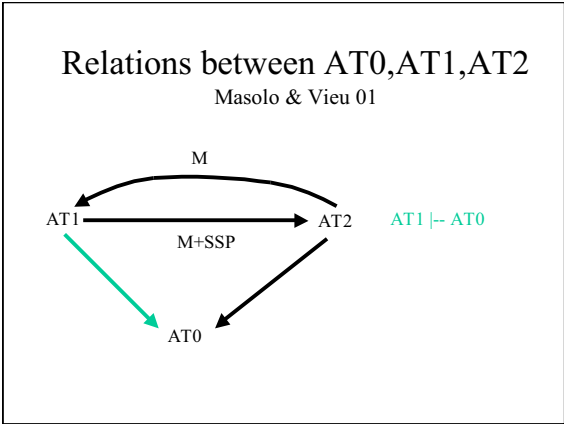 Relations between AT0,AT1,AT2
Masolo & Vieu 01
M
AT1
AT2
AT1 |-- AT0
M+SSP
AT0